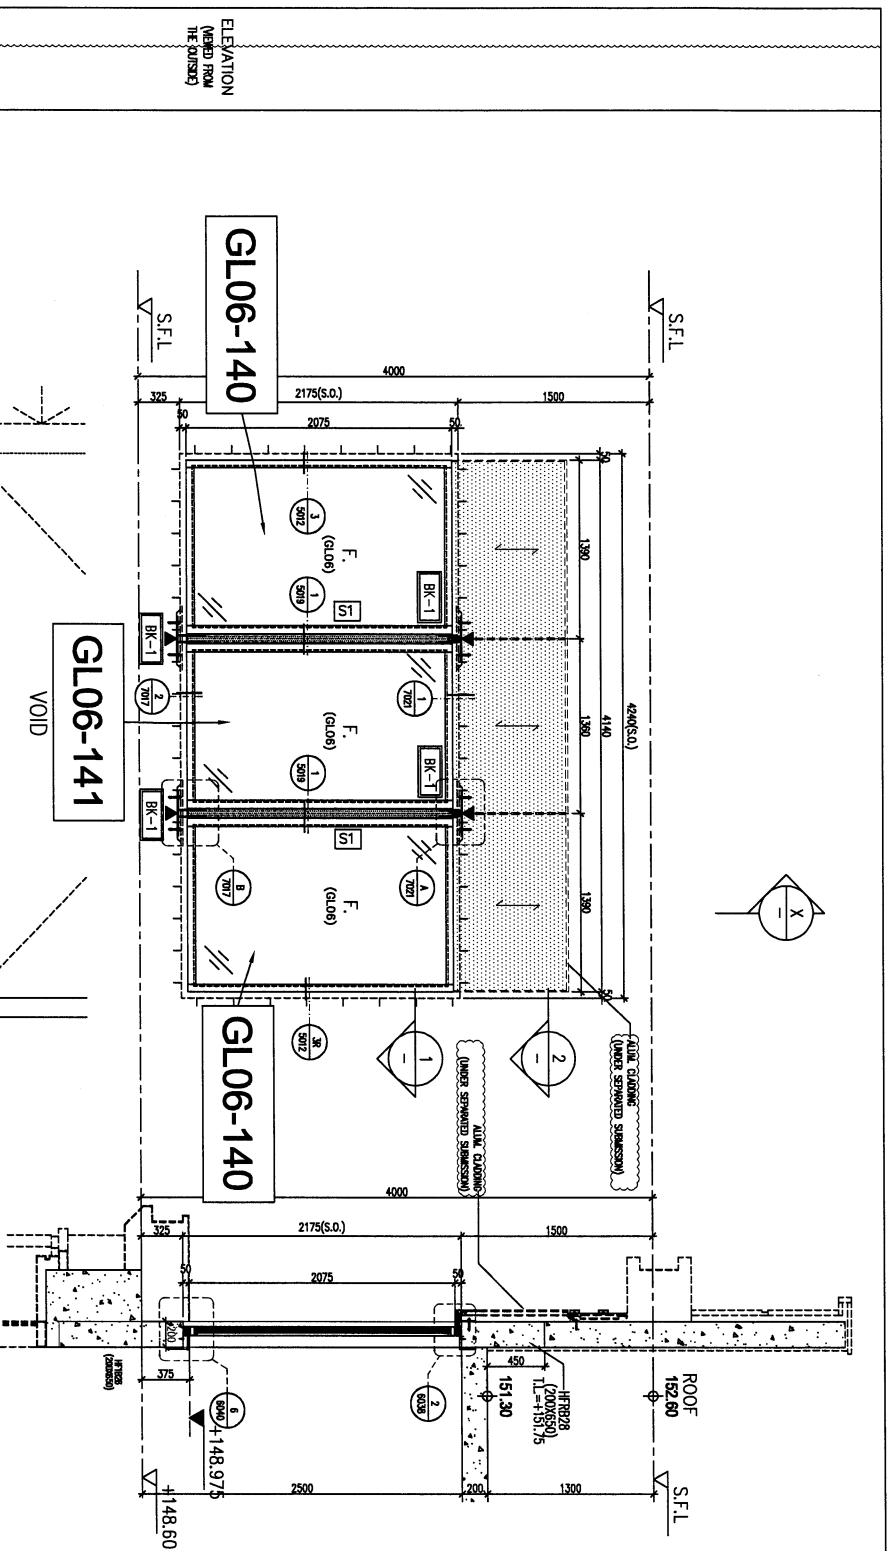 ELEVATION
(VIEWED FROM
THE OUTSIDE)
S.F.L
S.F.L
GL06-140
4000
325
2175(S.O.)
1500
50
2075
50
50
1390
1360
1390
50
4140
4240(S.O.)
3
5012
F.
(GL06)
1
5019
S1
BK-1
BK-1
GL06-141
VOID
2
7017
1
7021
F.
(GL06)
1
5019
S1
BK-1
BK-1
B
7017
A
7021
F.
(GL06)
GL06-140
3R
5012
X
-
1
-
2
-
ALUM. CLADDING
(UNDER SEPARATED SUBMISSION)
ALUM. CLADDING
(UNDER SEPARATED SUBMISSION)
4000
325
2175(S.O.)
1500
50
2075
50
200
375
450
HFRB28
(200X650)
T.L=+151.75
(200X650)
6
6040
2
6038
ROOF
152.60
151.30
+148.975
+148.60
2500
200
1300
S.F.L